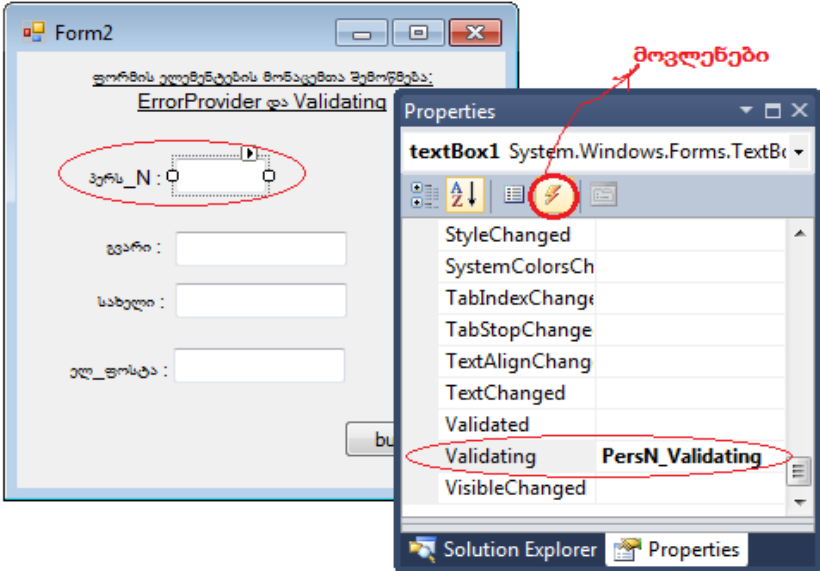 Form2
ფორმის ელემენტების მონაცემთა შემოწმება:
ErrorProvider და Validating
პერს_N :
გვარი :
სახელი :
ელ_ფოსტა :
bu
მოვლენები
Properties
textBox1 System.Windows.Forms.TextBo
StyleChanged
SystemColorsCh
TabIndexChange
TabStopChange
TextAlignChang
TextChanged
Validated
Validating PersN_Validating
VisibleChanged
Solution Explorer Properties